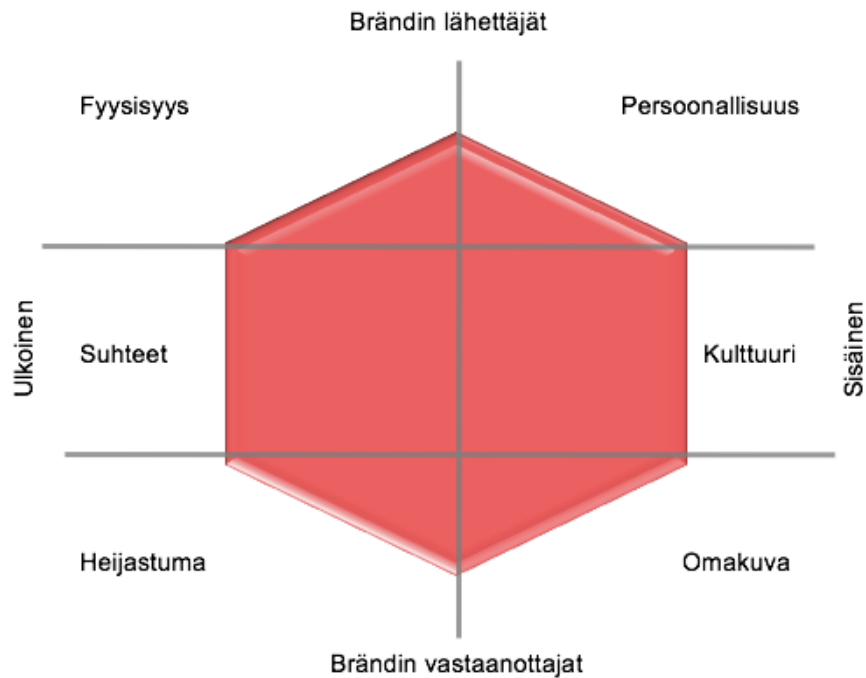 Brändin lähettäjät
Fyysisyys
Persoonallisuus
Ulkoinen
Suhteet
Kulttuuri
Sisäinen
Heijastuma
Omakuva
Brändin vastaanottajat